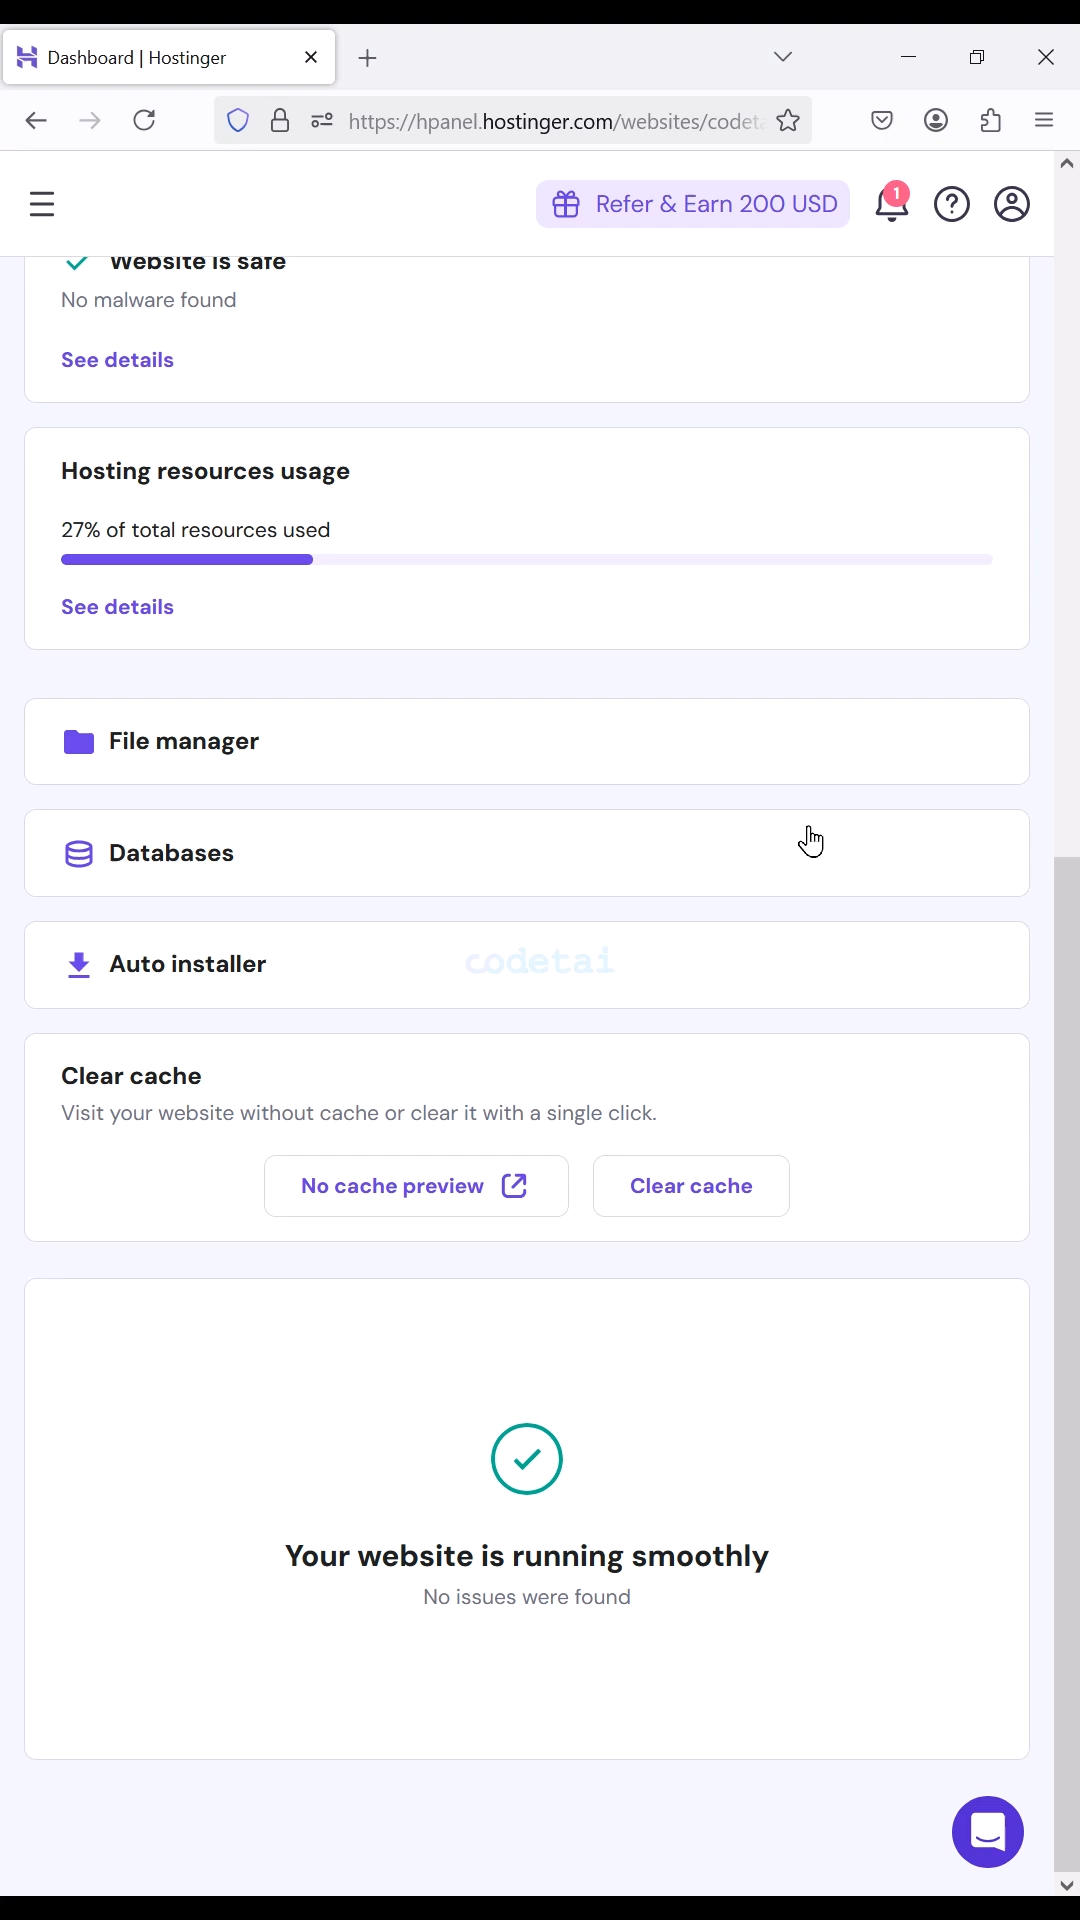 Dashboard | Hostinger
https://hpanel.hostinger.com/websites/codeta
Refer & Earn 200 USD
1
Website is safe
No malware found
See details
Hosting resources usage
27% of total resources used
See details
File manager
Databases
Auto installer
codetai
Clear cache
Visit your website without cache or clear it with a single click.
No cache preview
Clear cache
Your website is running smoothly
No issues were found